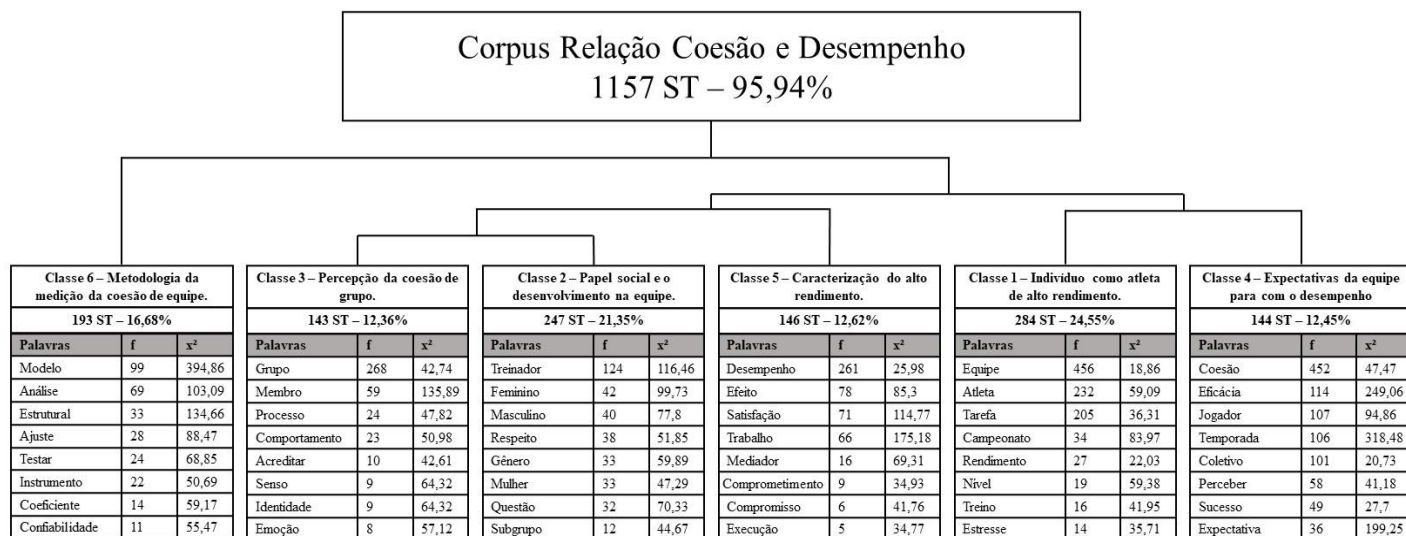 Corpus Relação Coesão e Desempenho
1157 ST – 95,94%
Classe 6 – Metodologia da
medição da coesão de equipe.
193 ST – 16,68%
Palavras f x²
Modelo 99 394,86
Análise 69 103,09
Estrutural 33 134,66
Ajuste 28 88,47
Testar 24 68,85
Instrumento 22 50,69
Coeficiente 14 59,17
Confiabilidade 11 55,47
Classe 3 – Percepção da coesão de
grupo.
143 ST – 12,36%
Palavras f x²
Grupo 268 42,74
Membro 59 135,89
Processo 24 47,82
Comportamento 23 50,98
Acreditar 10 42,61
Senso 9 64,32
Identidade 9 64,32
Emoção 8 57,12
Classe 2 – Papel social e o
desenvolvimento na equipe.
247 ST – 21,35%
Palavras f x²
Treinador 124 116,46
Feminino 42 99,73
Masculino 40 77,8
Respeito 38 51,85
Gênero 33 59,89
Mulher 33 47,29
Questão 32 70,33
Subgrupo 12 44,67
Classe 5 – Caracterização do alto
rendimento.
146 ST – 12,62%
Palavras f x²
Desempenho 261 25,98
Efeito 78 85,3
Satisfação 71 114,77
Trabalho 66 175,18
Mediador 16 69,31
Comprometimento 9 34,93
Compromisso 6 41,76
Execução 5 34,77
Classe 1 – Indivíduo como atleta
de alto rendimento.
284 ST – 24,55%
Palavras f x²
Equipe 456 18,86
Atleta 232 59,09
Tarefa 205 36,31
Campeonato 34 83,97
Rendimento 27 22,03
Nível 19 59,38
Treino 16 41,95
Estresse 14 35,71
Classe 4 – Expectativas da equipe
para com o desempenho
144 ST – 12,45%
Palavras f x²
Coesão 452 47,47
Eficácia 114 249,06
Jogador 107 94,86
Temporada 106 318,48
Coletivo 101 20,73
Perceber 58 41,18
Sucesso 49 27,7
Expectativa 36 199,25